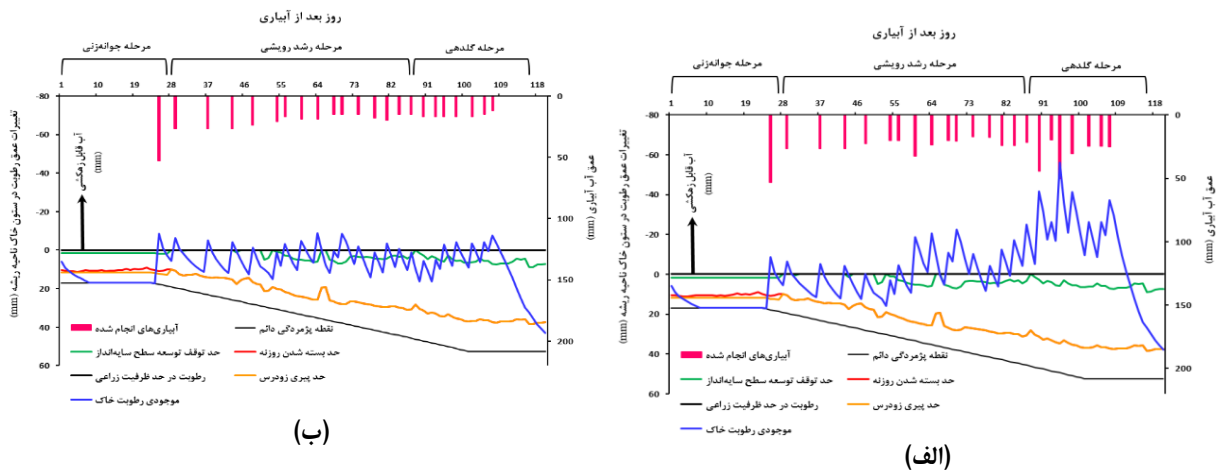 روز بعد از آبیاری
مرحله جوانه‌زنی
مرحله رشد رویشی
مرحله گلدهی
1 10 19 28 37 46 55 64 73 82 91 100 109 118
-80
-60
-40
-20
0
20
40
60
0
50
100
150
200
تغییرات عمق رطوبت در ستون خاک ناحیه ریشه (mm)
آب قابل زهکشی
(mm)
عمق آب آبیاری (mm)
آبیاری‌های انجام شده
نقطه پژمردگی دائم
حد توقف توسعه سطح سایه‌انداز
حد بسته شدن روزنه
رطوبت در حد ظرفیت زراعی
حد پیری زودرس
موجودی رطوبت خاک
(الف)
روز بعد از آبیاری
مرحله جوانه‌زنی
مرحله رشد رویشی
مرحله گلدهی
1 10 19 28 37 46 55 64 73 82 91 100 109 118
-80
-60
-40
-20
0
20
40
60
0
50
100
150
200
تغییرات عمق رطوبت در ستون خاک ناحیه ریشه (mm)
آب قابل زهکشی
(mm)
عمق آب آبیاری (mm)
آبیاری‌های انجام شده
نقطه پژمردگی دائم
حد توقف توسعه سطح سایه‌انداز
حد بسته شدن روزنه
رطوبت در حد ظرفیت زراعی
حد پیری زودرس
موجودی رطوبت خاک
(ب)